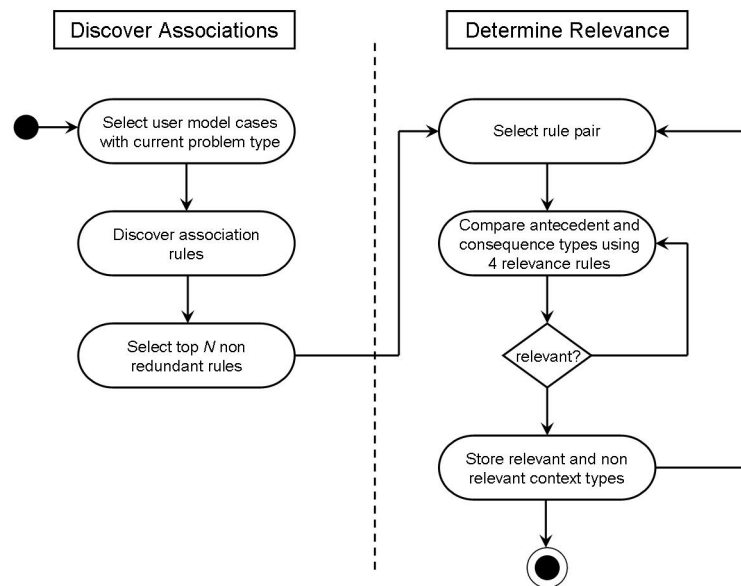 Discover Associations
Select user model cases
with current problem type
Discover association
rules
Select top N non
redundant rules
Determine Relevance
Select rule pair
Compare antecedent and
consequence types using
4 relevance rules
relevant?
Store relevant and non
relevant context types